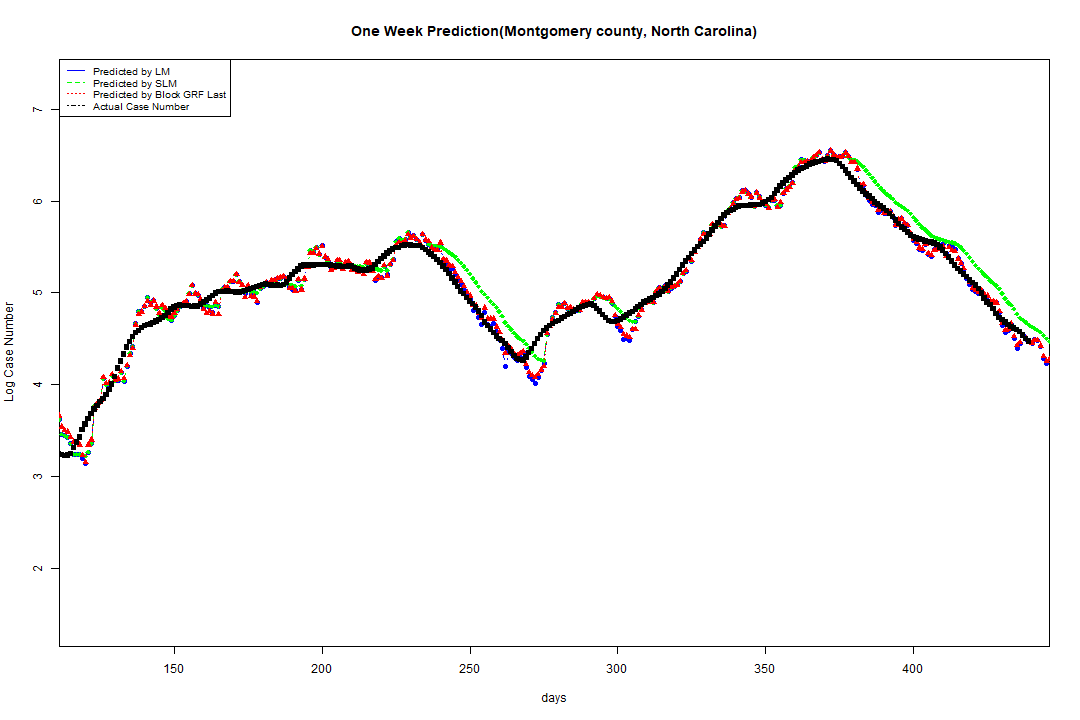 One Week Prediction(Montgomery county, North Carolina)
Predicted by LM
Predicted by SLM
Predicted by Block GRF Last
Actual Case Number
7
6
5
4
3
2
Log Case Number
150 200 250 300 350 400
days